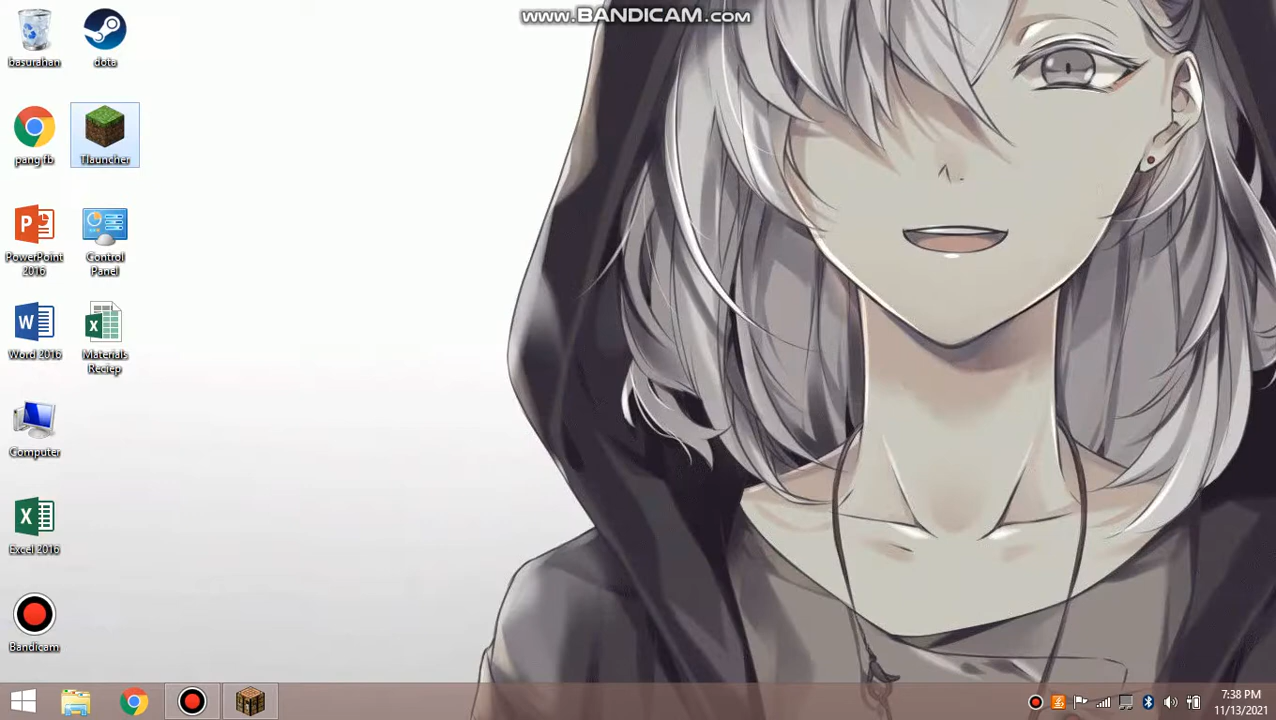 www.BANDICAM.com
basurahan
dota
pang fb
Tlauncher
PowerPoint
2016
Control
Panel
Word 2016
Materials
Reciep
Computer
Excel 2016
Bandicam
7:38 PM
11/13/2021